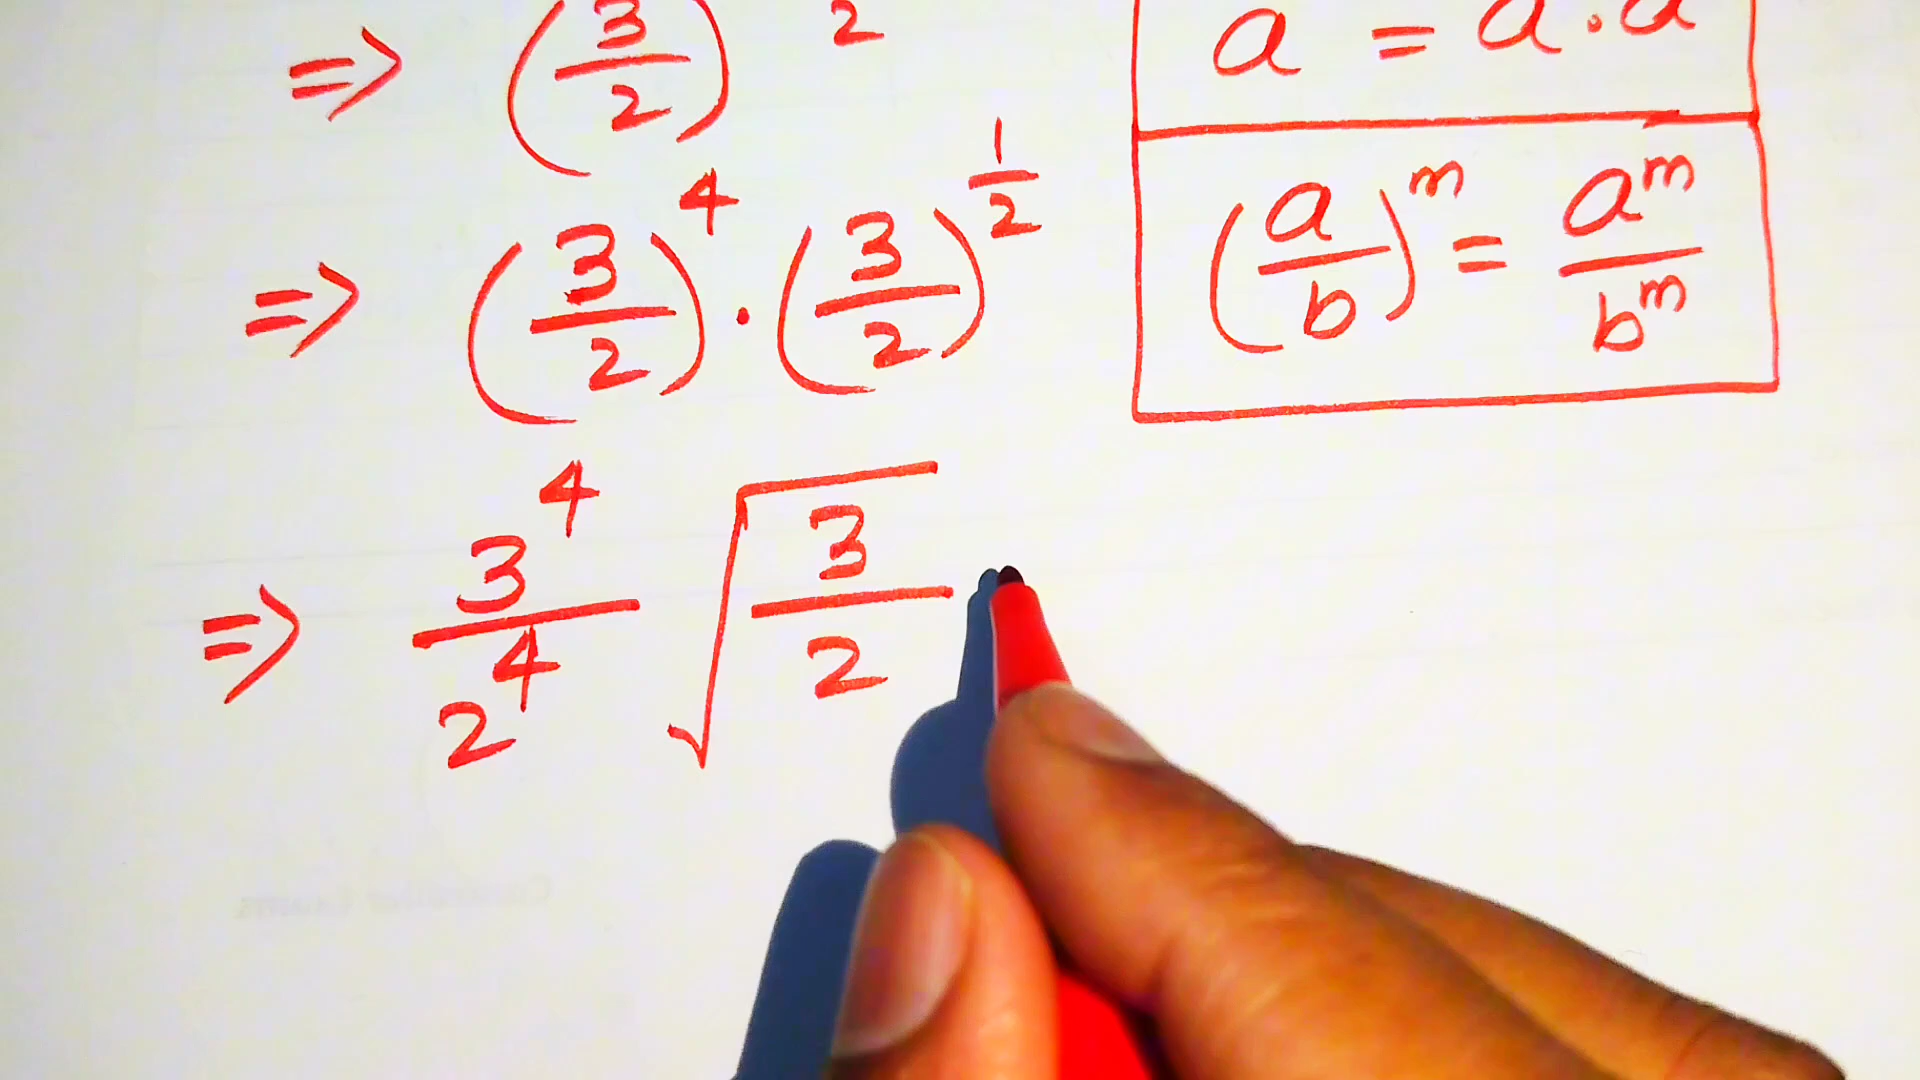 => (3/2) 2
a = a . a
=> (3/2)^4 . (3/2)^1/2
(a/b)^m = a^m/b^m
=> 3^4/2^4 √3/2